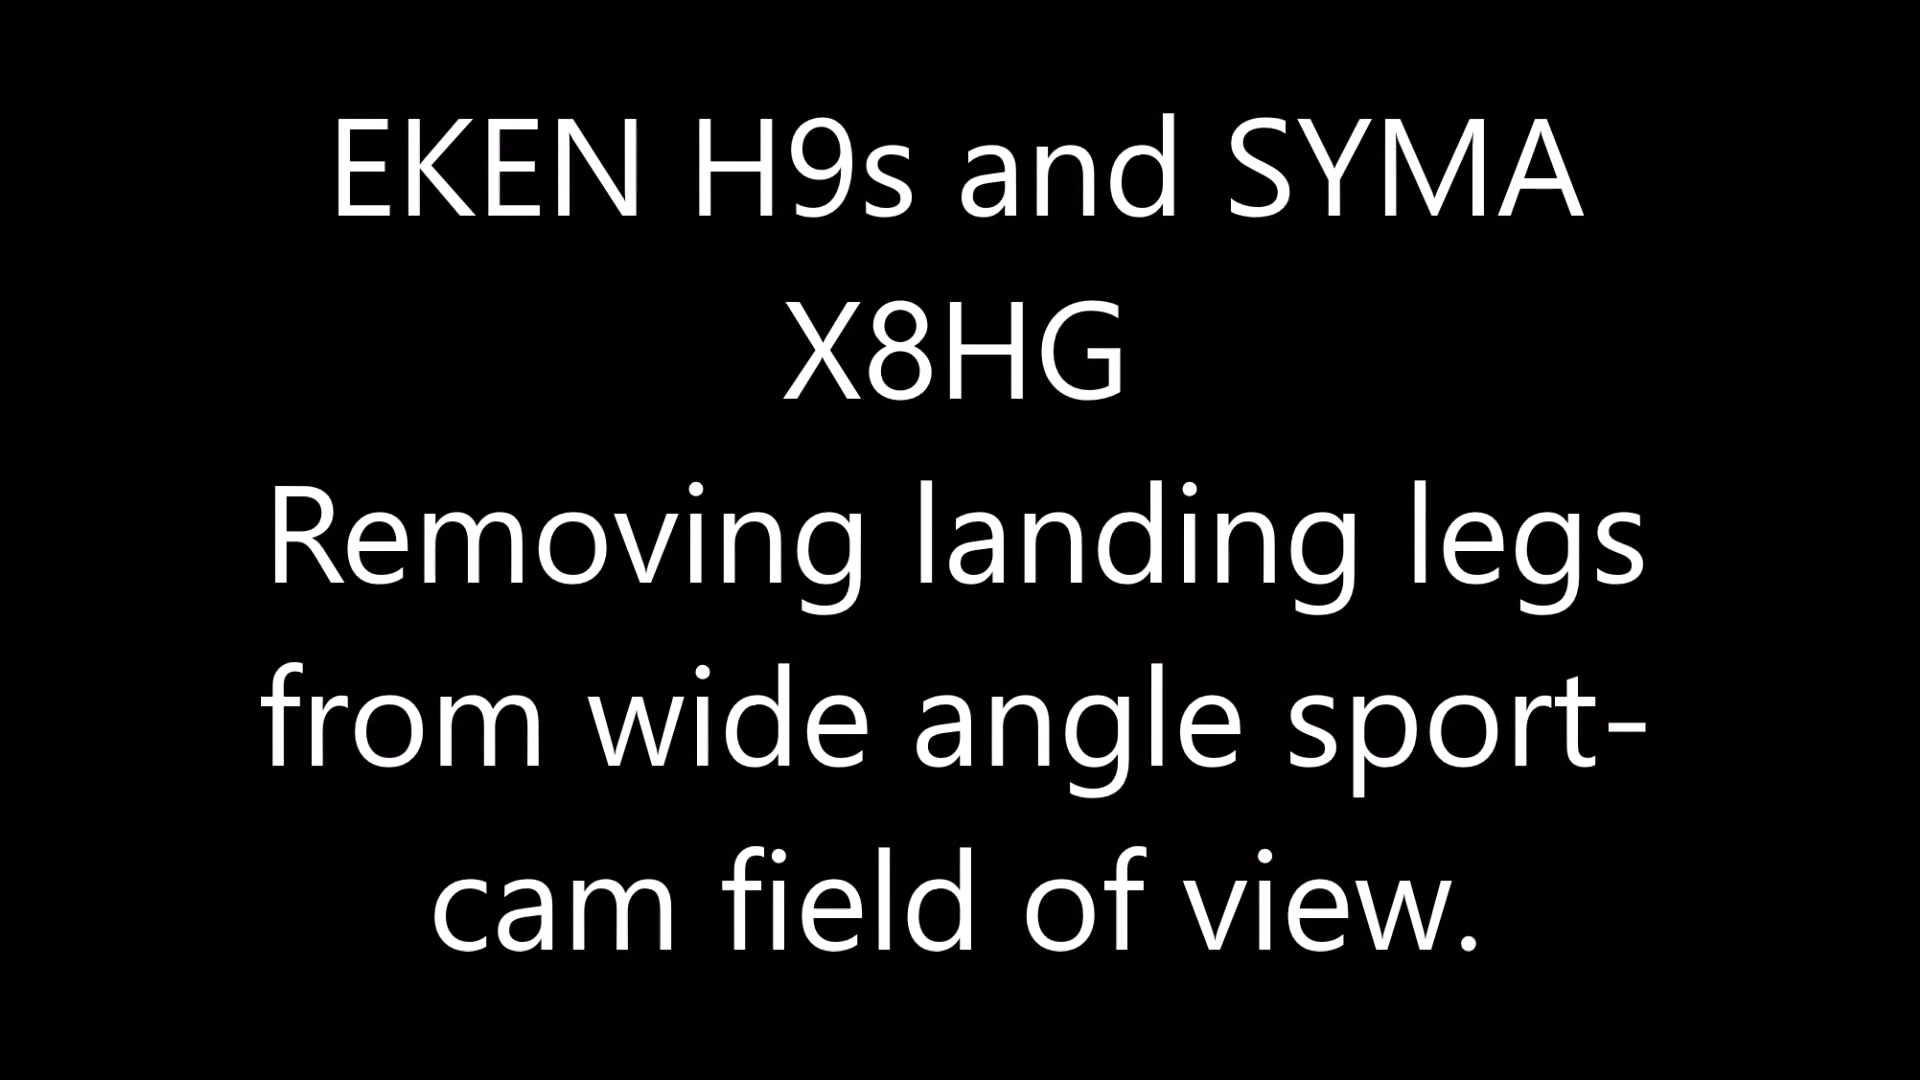 EKEN H9s and SYMA
X8HG
Removing landing legs
from wide angle sport-
cam field of view.